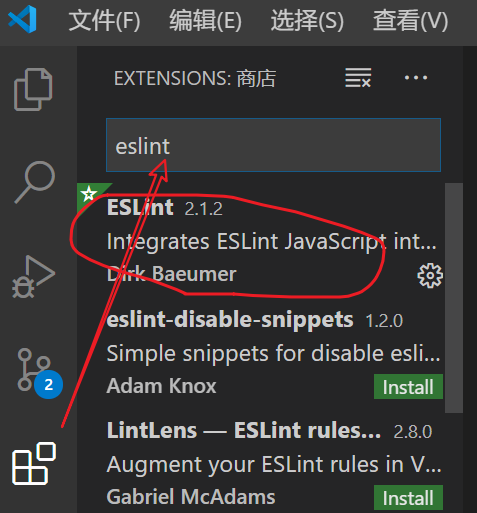 文件(F) 编辑(E) 选择(S) 查看(V)
EXTENSIONS: 商店
eslint
ESLint 2.1.2
Integrates ESLint JavaScript int...
Dirk Baeumer
eslint-disable-snippets 1.2.0
Simple snippets for disable esli...
Adam Knox Install
2
LintLens — ESLint rules... 2.8.0
Augment your ESLint rules in V...
Gabriel McAdams Install